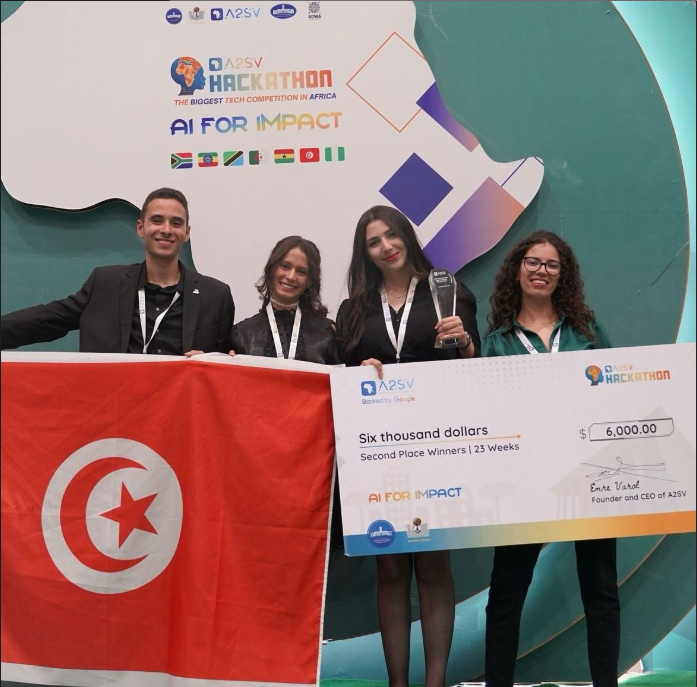 A2SV
A2SV
HACKATHON
THE BIGGEST TECH COMPETITION IN AFRICA
AI FOR IMPACT
A2SV
Backed by Google
A2SV
HACKATHON
Six thousand dollars
$ 6,000.00
Second Place Winners | 23 Weeks
Emre Varol
Founder and CEO of A2SV
AI FOR IMPACT